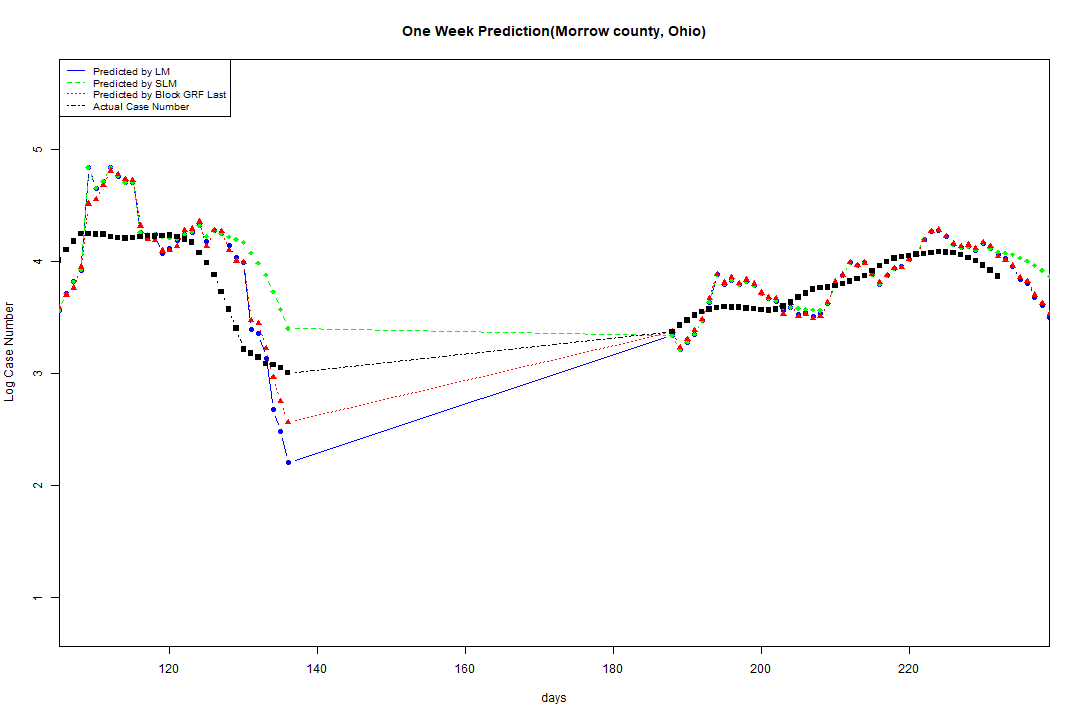 One Week Prediction(Morrow county, Ohio)
Predicted by LM
Predicted by SLM
Predicted by Block GRF Last
Actual Case Number
5
4
3
2
1
Log Case Number
120 140 160 180 200 220
days